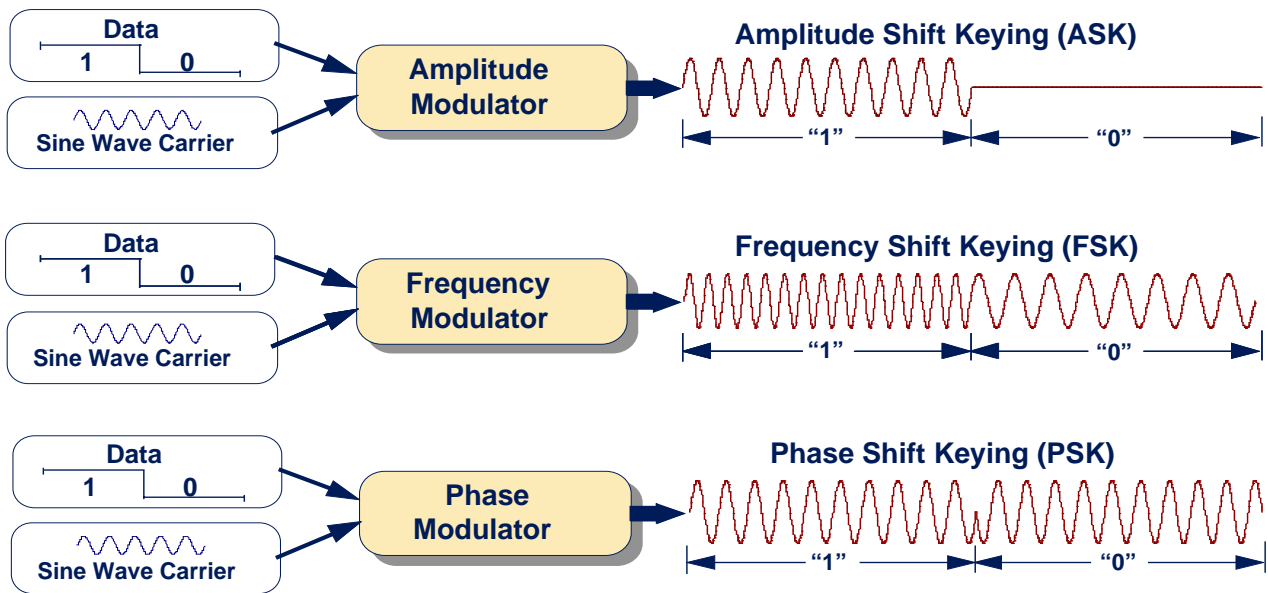 Data
1 0
Sine Wave Carrier
Amplitude
Modulator
Amplitude Shift Keying (ASK)
“1” “0”
Data
1 0
Sine Wave Carrier
Frequency
Modulator
Frequency Shift Keying (FSK)
“1” “0”
Data
1 0
Sine Wave Carrier
Phase
Modulator
Phase Shift Keying (PSK)
“1” “0”